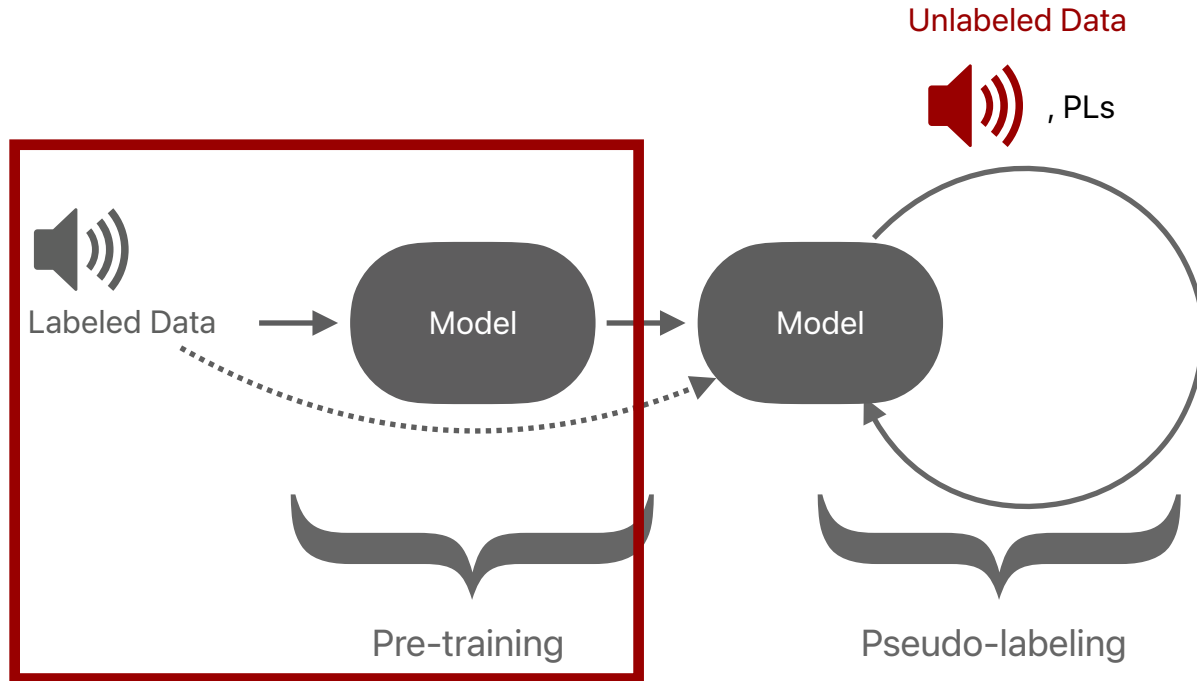 Unlabeled Data
, PLs
Labeled Data
Model
Model
Pre-training
Pseudo-labeling